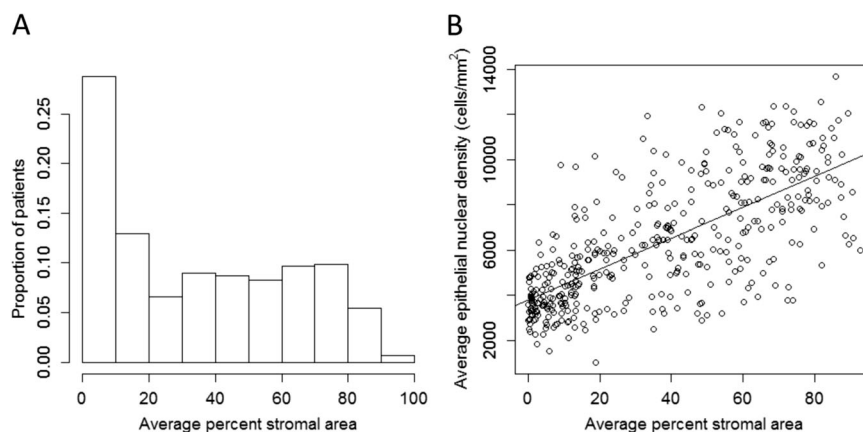 A
Proportion of patients
0.25
0.20
0.15
0.10
0.05
0.00
0 20 40 60 80 100
Average percent stromal area
B
Average epithelial nuclear density (cells/mm²)
14000
10000
6000
2000
0 20 40 60 80
Average percent stromal area